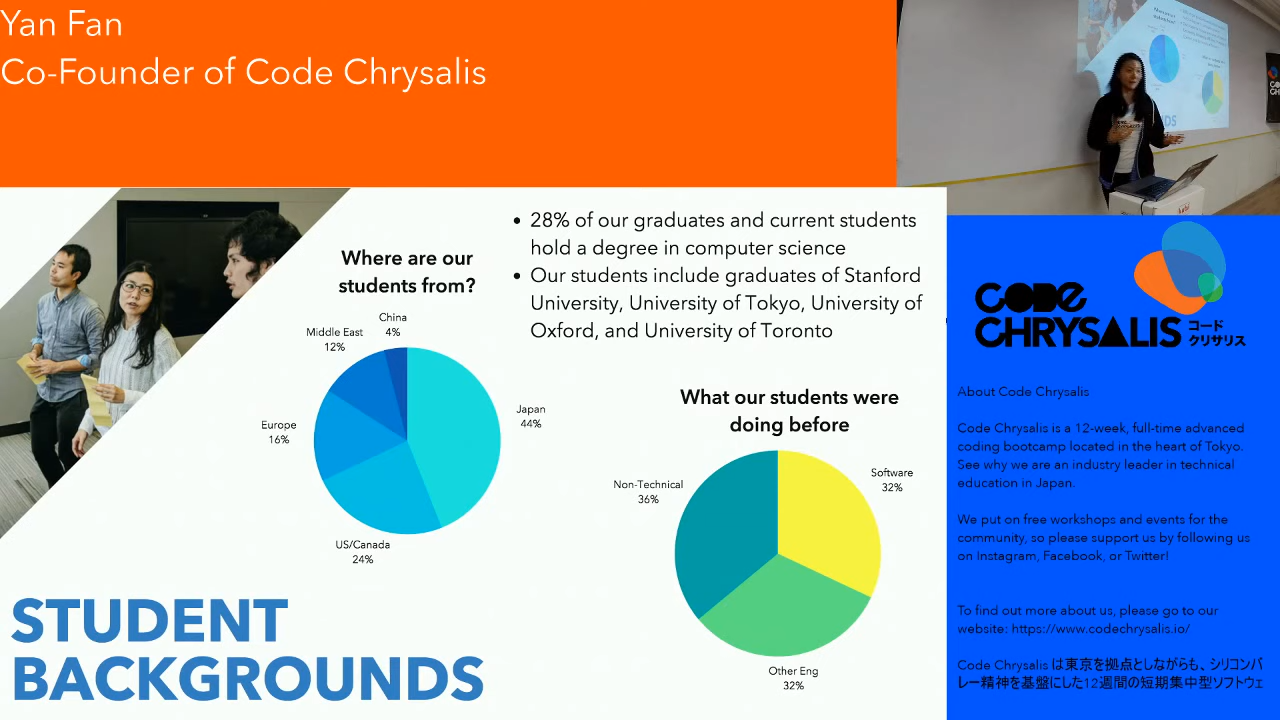 Yan Fan
Co-Founder of Code Chrysalis
28% of our graduates and current students
hold a degree in computer science
Our students include graduates of Stanford
University, University of Tokyo, University of
Oxford, and University of Toronto
Where are our
students from?
China
4%
Middle East
12%
Japan
44%
Europe
16%
US/Canada
24%
What our students were
doing before
Software
32%
Non-Technical
36%
Other Eng
32%
STUDENT
BACKGROUNDS
CODE
CHRYSALIS
コード
クリサリス
About Code Chrysalis
Code Chrysalis is a 12-week, full-time advanced
coding bootcamp located in the heart of Tokyo.
See why we are an industry leader in technical
education in Japan.
We put on free workshops and events for the
community, so please support us by following us
on Instagram, Facebook, or Twitter!
To find out more about us, please go to our
website: https://www.codechrysalis.io/
Code Chrysalis は東京を拠点としながらも、シリコンバ
レー精神を基盤にした12週間の短期集中型ソフトウェ